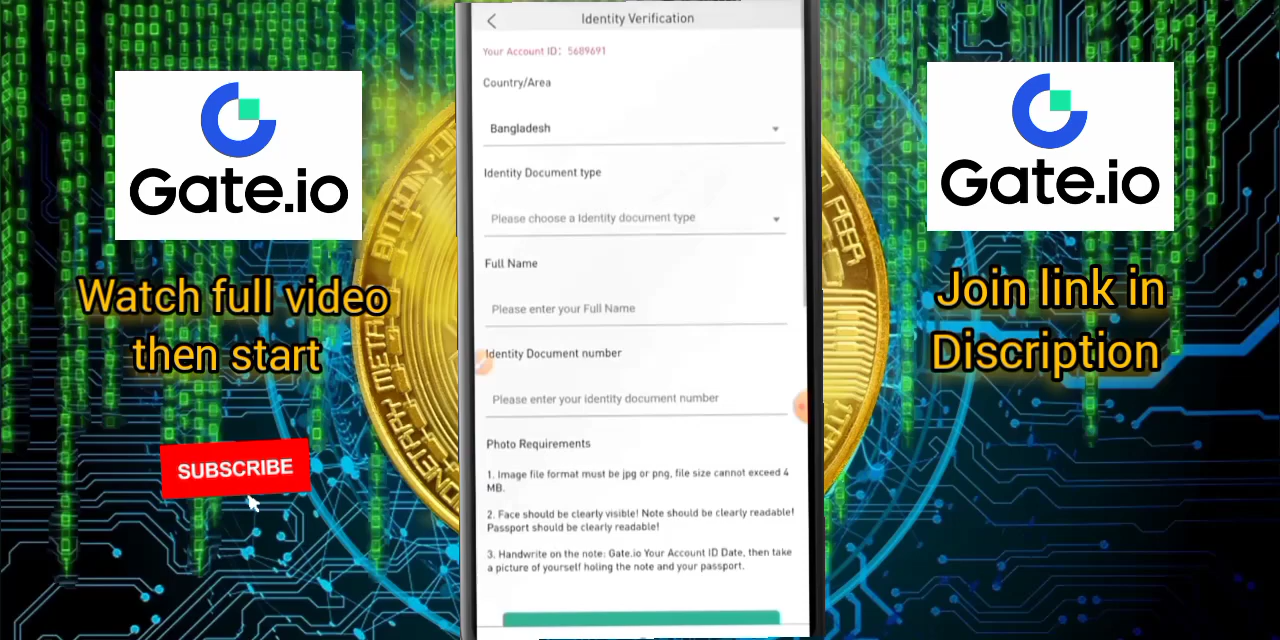 Identity Verification
Your Account ID: 5689691
Country/Area
Bangladesh
Identity Document type
Please choose a Identity document type
Full Name
Please enter your Full Name
Identity Document number
Please enter your identity document number
Photo Requirements
1. Image file format must be jpg or png, file size cannot exceed 4
MB.
2. Face should be clearly visible! Note should be clearly readable!
Passport should be clearly readable!
3. Handwrite on the note: Gate.io Your Account ID Date, then take
a picture of yourself holing the note and your passport.
Gate.io
Watch full video
then start
SUBSCRIBE
Gate.io
Join link in
Discription